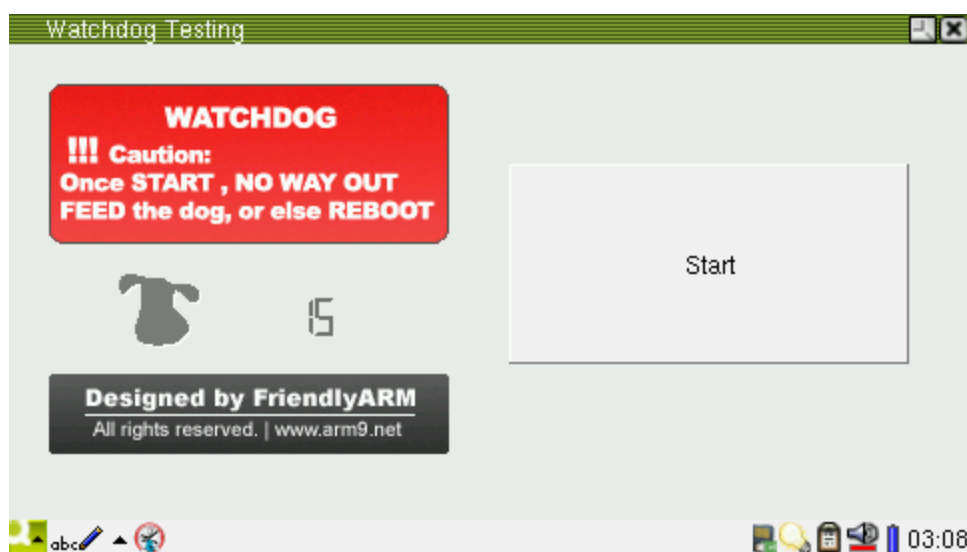 Watchdog Testing
WATCHDOG
!!! Caution:
Once START , NO WAY OUT
FEED the dog, or else REBOOT
15
Start
Designed by FriendlyARM
All rights reserved. | www.arm9.net
abc
03:08